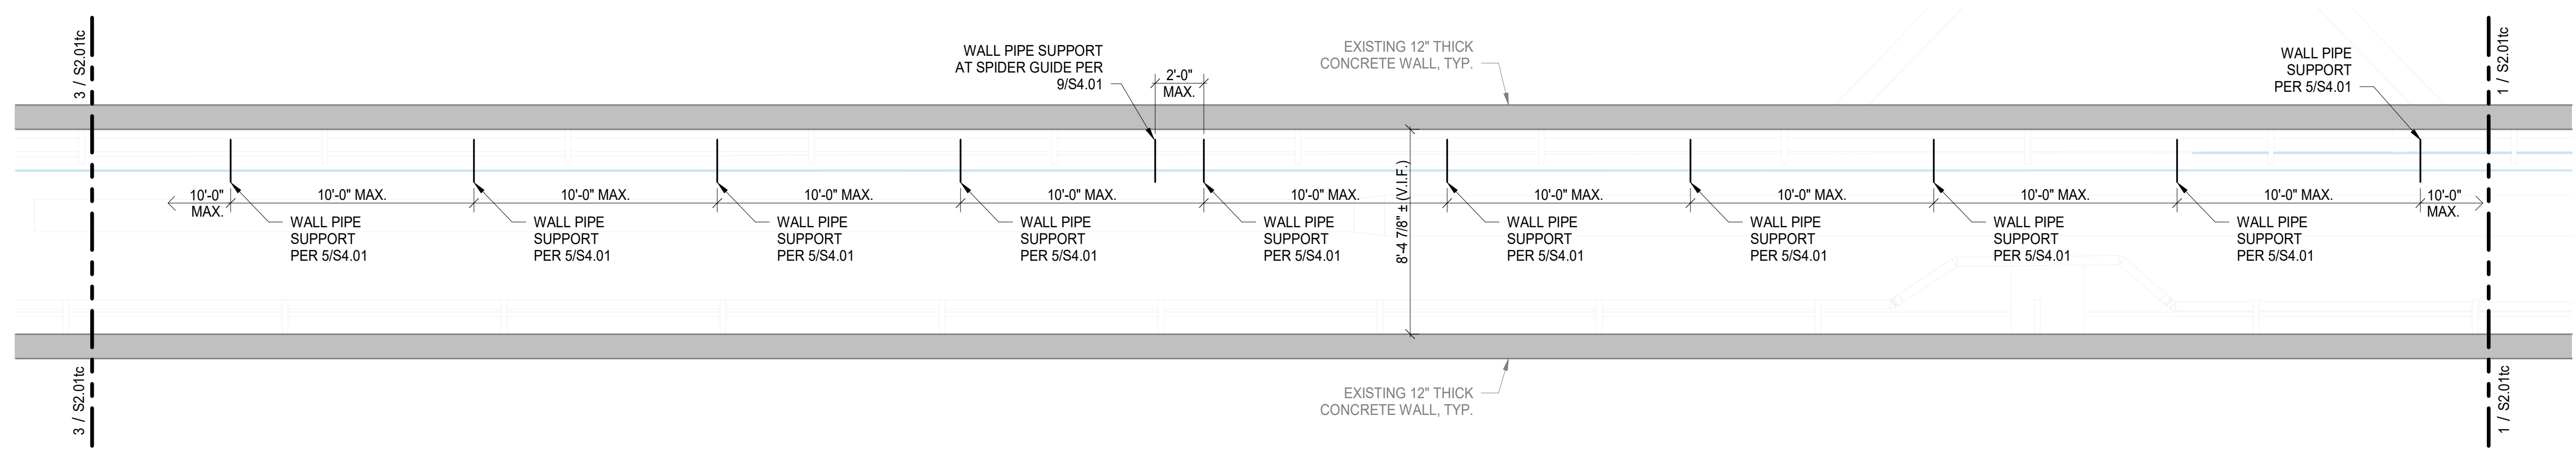 3 / S2.01tc
WALL PIPE SUPPORT
AT SPIDER GUIDE PER
9/S4.01
2'-0"
MAX.
EXISTING 12" THICK
CONCRETE WALL, TYP.
WALL PIPE
SUPPORT
PER 5/S4.01
1 / S2.01tc
10'-0"
MAX.
10'-0" MAX.
10'-0" MAX.
10'-0" MAX.
10'-0" MAX.
10'-0" MAX.
10'-0" MAX.
10'-0" MAX.
10'-0" MAX.
10'-0" MAX.
10'-0"
MAX.
8'-4 7/8" ± (V.I.F.)
WALL PIPE
SUPPORT
PER 5/S4.01
WALL PIPE
SUPPORT
PER 5/S4.01
WALL PIPE
SUPPORT
PER 5/S4.01
WALL PIPE
SUPPORT
PER 5/S4.01
WALL PIPE
SUPPORT
PER 5/S4.01
WALL PIPE
SUPPORT
PER 5/S4.01
WALL PIPE
SUPPORT
PER 5/S4.01
WALL PIPE
SUPPORT
PER 5/S4.01
WALL PIPE
SUPPORT
PER 5/S4.01
3 / S2.01tc
EXISTING 12" THICK
CONCRETE WALL, TYP.
1 / S2.01tc